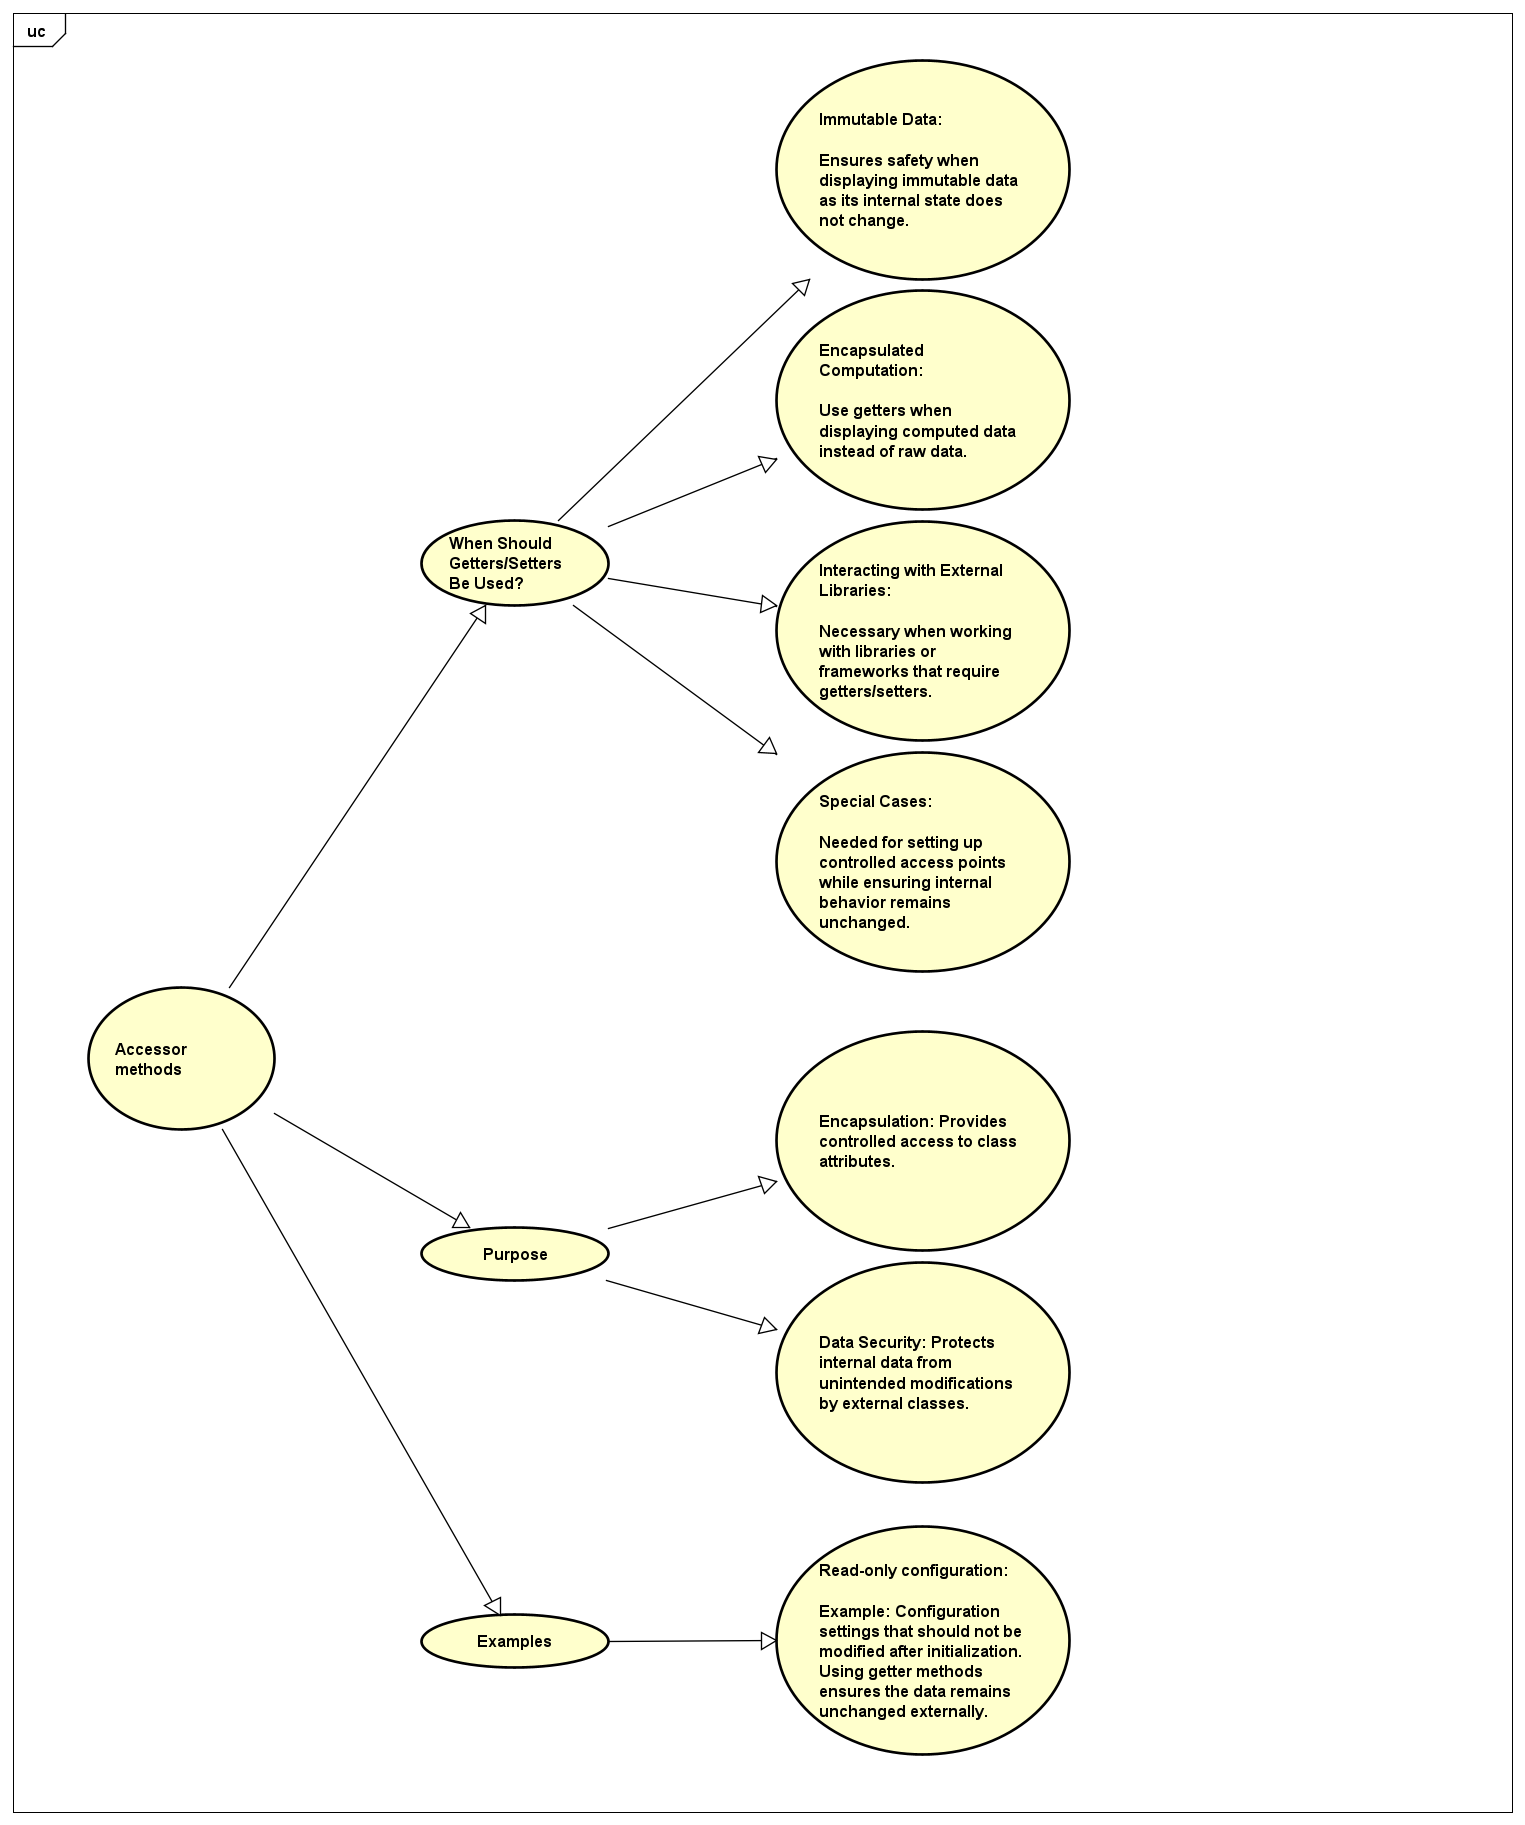 uc
Immutable Data:
Ensures safety when
displaying immutable data
as its internal state does
not change.
Encapsulated
Computation:
Use getters when
displaying computed data
instead of raw data.
When Should
Getters/Setters
Be Used?
Interacting with External
Libraries:
Necessary when working
with libraries or
frameworks that require
getters/setters.
Special Cases:
Needed for setting up
controlled access points
while ensuring internal
behavior remains
unchanged.
Accessor
methods
Encapsulation: Provides
controlled access to class
attributes.
Purpose
Data Security: Protects
internal data from
unintended modifications
by external classes.
Examples
Read-only configuration:
Example: Configuration
settings that should not be
modified after initialization.
Using getter methods
ensures the data remains
unchanged externally.